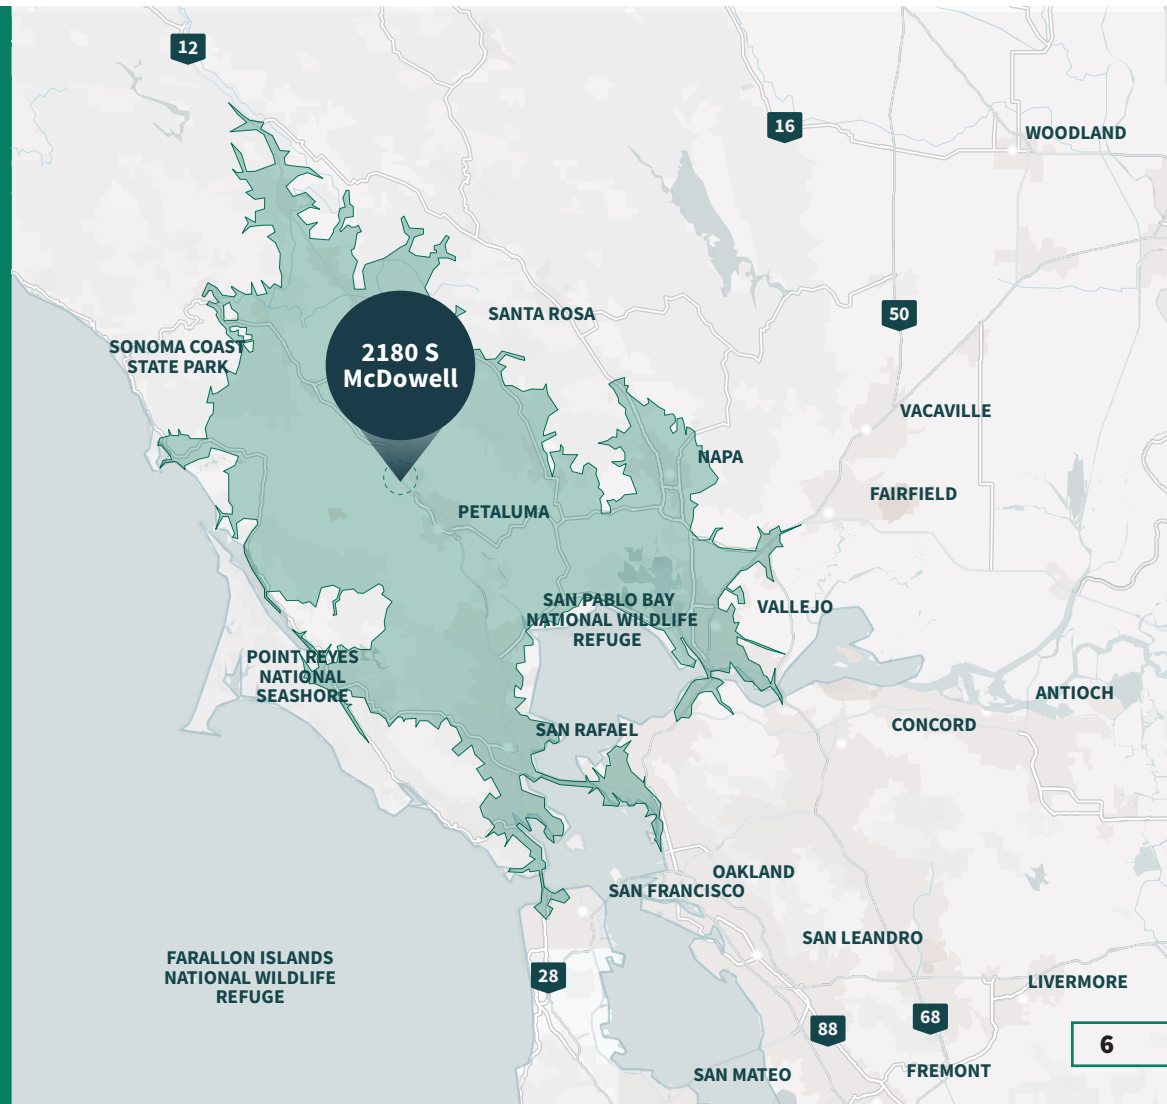 12
16
WOODLAND
50
SANTA ROSA
SONOMA COAST
STATE PARK
2180 S
McDowell
VACAVILLE
NAPA
FAIRFIELD
PETALUMA
SAN PABLO BAY
NATIONAL WILDLIFE
REFUGE
VALLEJO
POINT REYES
NATIONAL
SEASHORE
ANTIOCH
CONCORD
SAN RAFAEL
OAKLAND
SAN FRANCISCO
SAN LEANDRO
FARALLON ISLANDS
NATIONAL WILDLIFE
REFUGE
28
LIVERMORE
88
68
6
SAN MATEO
FREMONT